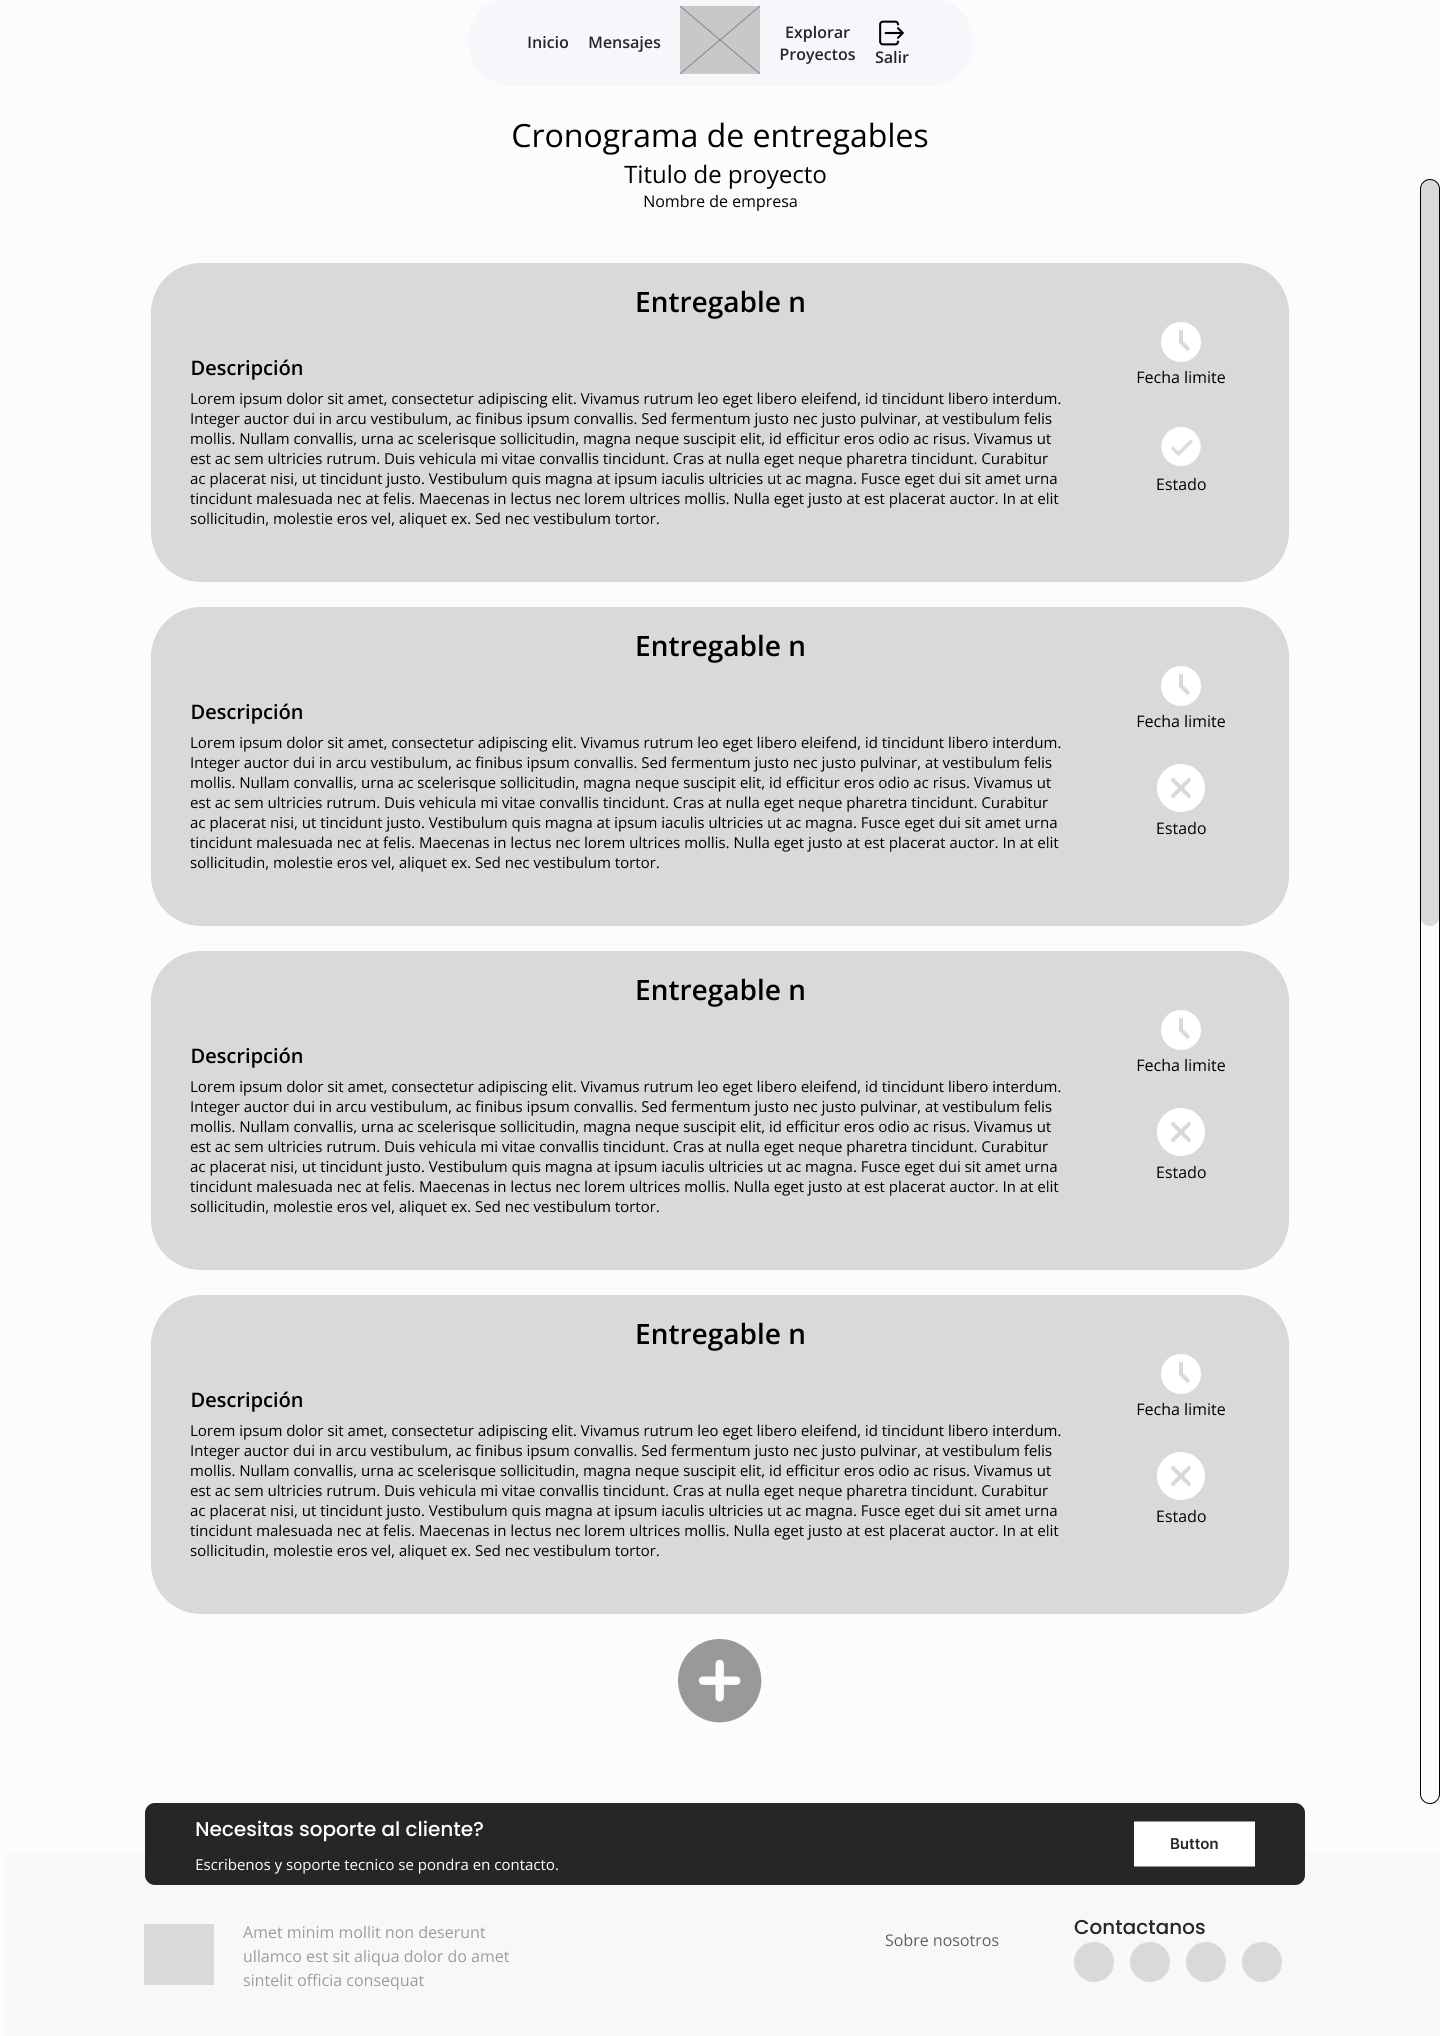 Inicio
Mensajes
Explorar
Proyectos
Salir
Cronograma de entregables
Titulo de proyecto
Nombre de empresa
Entregable n
Fecha limite
Descripción
Lorem ipsum dolor sit amet, consectetur adipiscing elit. Vivamus rutrum leo eget libero eleifend, id tincidunt libero interdum.
Integer auctor dui in arcu vestibulum, ac finibus ipsum convallis. Sed fermentum justo nec justo pulvinar, at vestibulum felis
mollis. Nullam convallis, urna ac scelerisque sollicitudin, magna neque suscipit elit, id efficitur eros odio ac risus. Vivamus ut
est ac sem ultricies rutrum. Duis vehicula mi vitae convallis tincidunt. Cras at nulla eget neque pharetra tincidunt. Curabitur
ac placerat nisi, ut tincidunt justo. Vestibulum quis magna at ipsum iaculis ultricies ut ac magna. Fusce eget dui sit amet urna
tincidunt malesuada nec at felis. Maecenas in lectus nec lorem ultrices mollis. Nulla eget justo at est placerat auctor. In at elit
sollicitudin, molestie eros vel, aliquet ex. Sed nec vestibulum tortor.
Estado
Entregable n
Fecha limite
Descripción
Lorem ipsum dolor sit amet, consectetur adipiscing elit. Vivamus rutrum leo eget libero eleifend, id tincidunt libero interdum.
Integer auctor dui in arcu vestibulum, ac finibus ipsum convallis. Sed fermentum justo nec justo pulvinar, at vestibulum felis
mollis. Nullam convallis, urna ac scelerisque sollicitudin, magna neque suscipit elit, id efficitur eros odio ac risus. Vivamus ut
est ac sem ultricies rutrum. Duis vehicula mi vitae convallis tincidunt. Cras at nulla eget neque pharetra tincidunt. Curabitur
ac placerat nisi, ut tincidunt justo. Vestibulum quis magna at ipsum iaculis ultricies ut ac magna. Fusce eget dui sit amet urna
tincidunt malesuada nec at felis. Maecenas in lectus nec lorem ultrices mollis. Nulla eget justo at est placerat auctor. In at elit
sollicitudin, molestie eros vel, aliquet ex. Sed nec vestibulum tortor.
Estado
Entregable n
Fecha limite
Descripción
Lorem ipsum dolor sit amet, consectetur adipiscing elit. Vivamus rutrum leo eget libero eleifend, id tincidunt libero interdum.
Integer auctor dui in arcu vestibulum, ac finibus ipsum convallis. Sed fermentum justo nec justo pulvinar, at vestibulum felis
mollis. Nullam convallis, urna ac scelerisque sollicitudin, magna neque suscipit elit, id efficitur eros odio ac risus. Vivamus ut
est ac sem ultricies rutrum. Duis vehicula mi vitae convallis tincidunt. Cras at nulla eget neque pharetra tincidunt. Curabitur
ac placerat nisi, ut tincidunt justo. Vestibulum quis magna at ipsum iaculis ultricies ut ac magna. Fusce eget dui sit amet urna
tincidunt malesuada nec at felis. Maecenas in lectus nec lorem ultrices mollis. Nulla eget justo at est placerat auctor. In at elit
sollicitudin, molestie eros vel, aliquet ex. Sed nec vestibulum tortor.
Estado
Entregable n
Fecha limite
Descripción
Lorem ipsum dolor sit amet, consectetur adipiscing elit. Vivamus rutrum leo eget libero eleifend, id tincidunt libero interdum.
Integer auctor dui in arcu vestibulum, ac finibus ipsum convallis. Sed fermentum justo nec justo pulvinar, at vestibulum felis
mollis. Nullam convallis, urna ac scelerisque sollicitudin, magna neque suscipit elit, id efficitur eros odio ac risus. Vivamus ut
est ac sem ultricies rutrum. Duis vehicula mi vitae convallis tincidunt. Cras at nulla eget neque pharetra tincidunt. Curabitur
ac placerat nisi, ut tincidunt justo. Vestibulum quis magna at ipsum iaculis ultricies ut ac magna. Fusce eget dui sit amet urna
tincidunt malesuada nec at felis. Maecenas in lectus nec lorem ultrices mollis. Nulla eget justo at est placerat auctor. In at elit
sollicitudin, molestie eros vel, aliquet ex. Sed nec vestibulum tortor.
Estado
Necesitas soporte al cliente?
Escribenos y soporte tecnico se pondra en contacto.
Button
Amet minim mollit non deserunt
ullamco est sit aliqua dolor do amet
sintelit officia consequat
Sobre nosotros
Contactanos